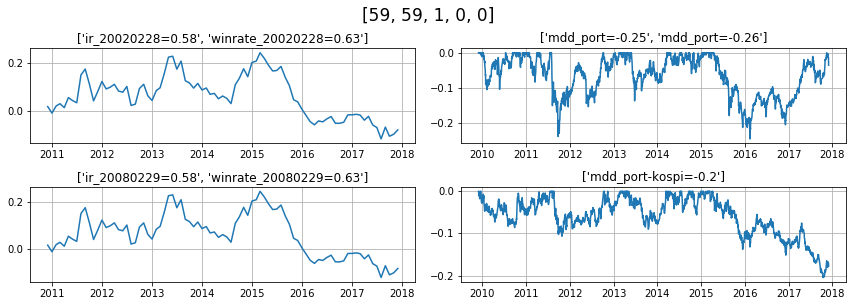 [59, 59, 1, 0, 0]
['ir_20020228=0.58', 'winrate_20020228=0.63']
0.2
0.0
2011 2012 2013 2014 2015 2016 2017 2018
['mdd_port=-0.25', 'mdd_port=-0.26']
0.0
−0.1
−0.2
2010 2011 2012 2013 2014 2015 2016 2017 2018
['ir_20080229=0.58', 'winrate_20080229=0.63']
0.2
0.0
2011 2012 2013 2014 2015 2016 2017 2018
['mdd_port-kospi=-0.2']
0.0
−0.1
−0.2
2010 2011 2012 2013 2014 2015 2016 2017 2018